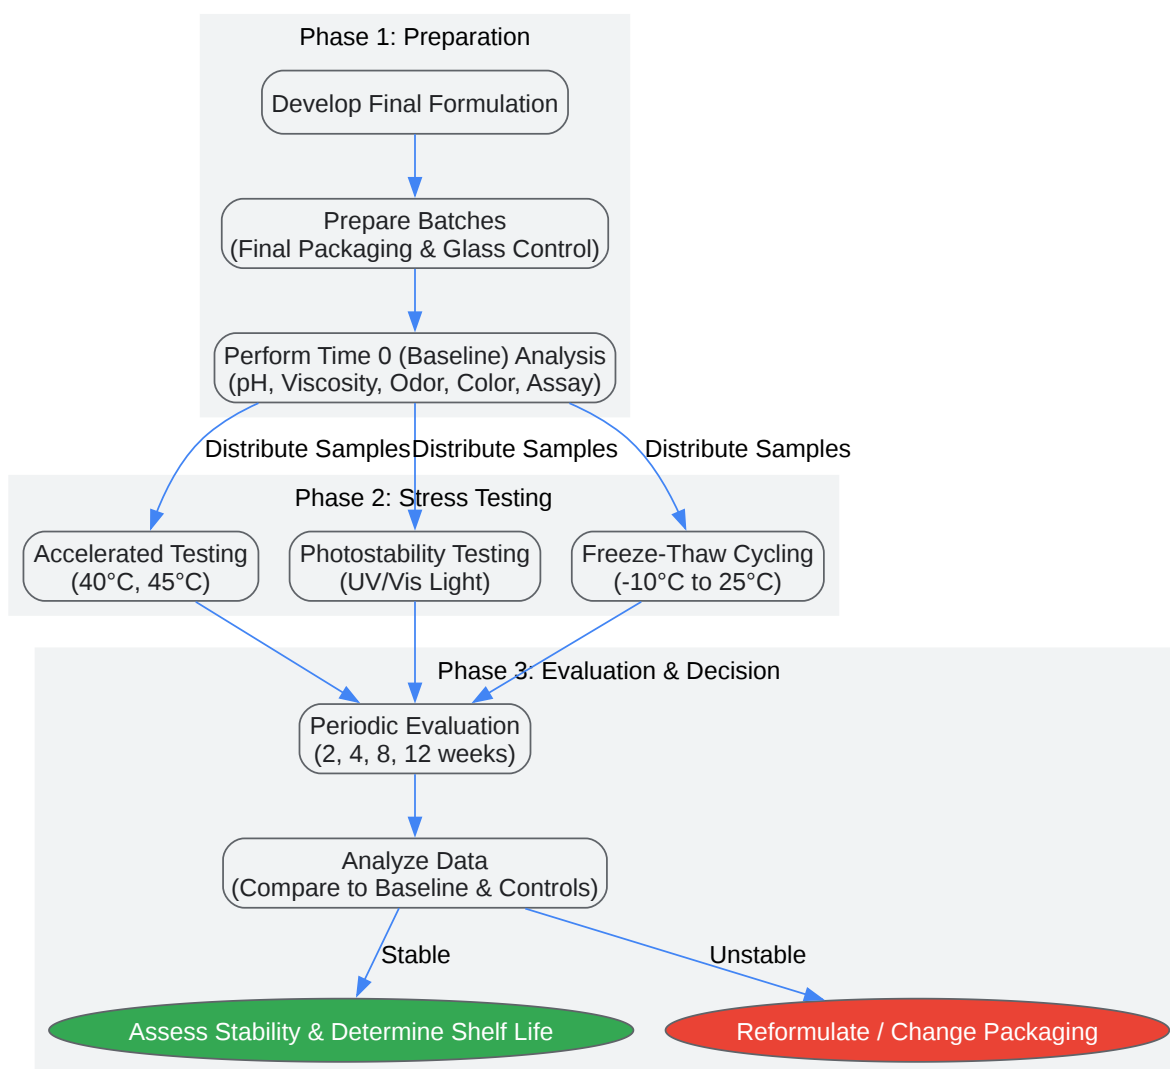 Phase 1: Preparation
Develop Final Formulation
Prepare Batches
(Final Packaging & Glass Control)
Perform Time 0 (Baseline) Analysis
(pH, Viscosity, Odor, Color, Assay)
Distribute Samples
Distribute Samples
Distribute Samples
Phase 2: Stress Testing
Accelerated Testing
(40°C, 45°C)
Photostability Testing
(UV/Vis Light)
Freeze-Thaw Cycling
(-10°C to 25°C)
Phase 3: Evaluation & Decision
Periodic Evaluation
(2, 4, 8, 12 weeks)
Analyze Data
(Compare to Baseline & Controls)
Stable
Unstable
Assess Stability & Determine Shelf Life
Reformulate / Change Packaging